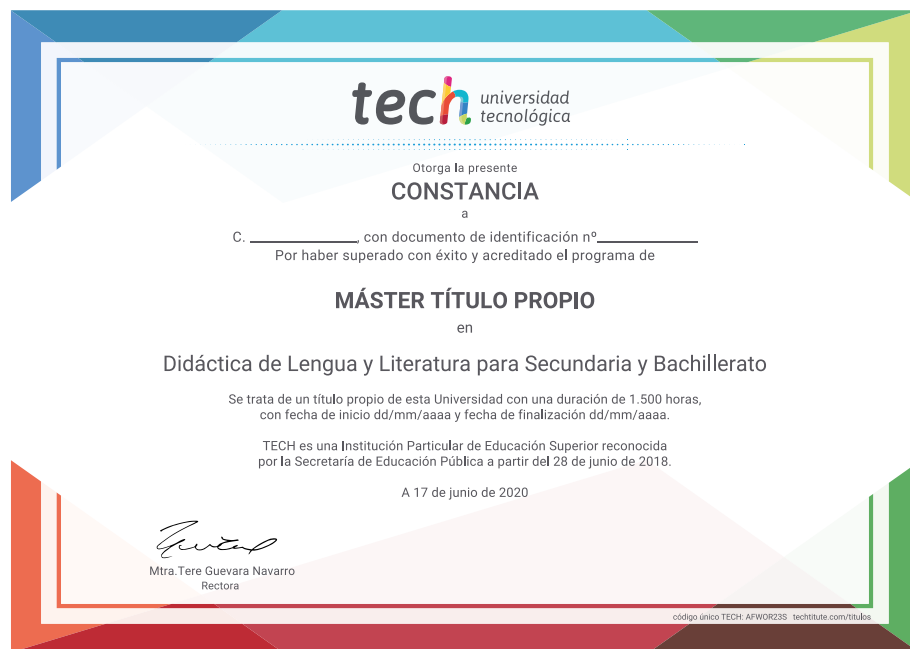 tech universidad
tecnológica
Otorga la presente
CONSTANCIA
a
C. ____________, con documento de identificación nº____________
Por haber superado con éxito y acreditado el programa de
MÁSTER TÍTULO PROPIO
en
Didáctica de Lengua y Literatura para Secundaria y Bachillerato
Se trata de un título propio de esta Universidad con una duración de 1.500 horas,
con fecha de inicio dd/mm/aaaa y fecha de finalización dd/mm/aaaa.
TECH es una Institución Particular de Educación Superior reconocida
por la Secretaría de Educación Pública a partir del 28 de junio de 2018.
A 17 de junio de 2020
Mtra.Tere Guevara Navarro
Rectora
código único TECH: AFWOR23S techtitute.com/titulos